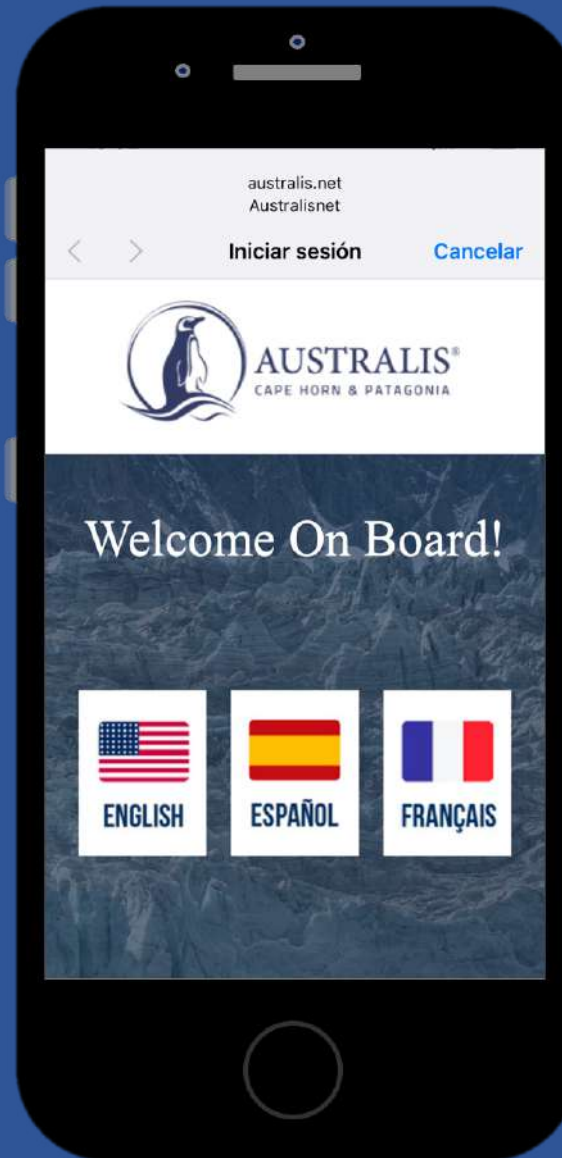 australis.net
Australisnet
Iniciar sesión
Cancelar
AUSTRALIS®
CAPE HORN & PATAGONIA
Welcome On Board!
ENGLISH
ESPAÑOL
FRANÇAIS